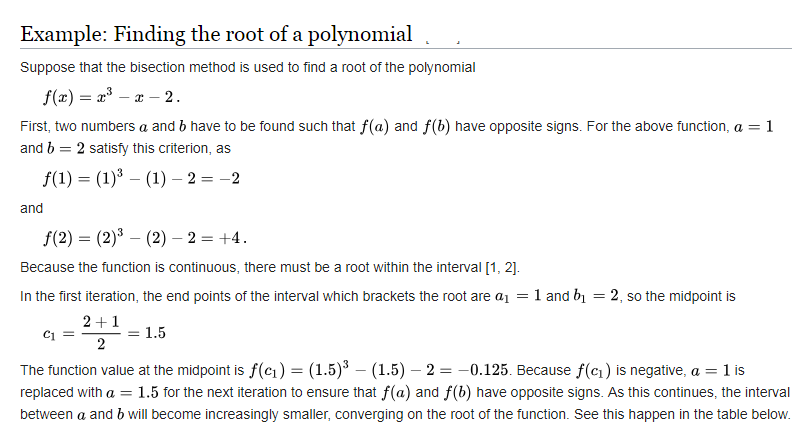 Example: Finding the root of a polynomial
Suppose that the bisection method is used to find a root of the polynomial
f(x) = x³ − x − 2.
First, two numbers a and b have to be found such that f(a) and f(b) have opposite signs. For the above function, a = 1
and b = 2 satisfy this criterion, as
f(1) = (1)³ − (1) − 2 = −2
and
f(2) = (2)³ − (2) − 2 = +4.
Because the function is continuous, there must be a root within the interval [1, 2].
In the first iteration, the end points of the interval which brackets the root are a₁ = 1 and b₁ = 2, so the midpoint is
c₁ = (2 + 1)/2 = 1.5
The function value at the midpoint is f(c₁) = (1.5)³ − (1.5) − 2 = −0.125. Because f(c₁) is negative, a = 1 is
replaced with a = 1.5 for the next iteration to ensure that f(a) and f(b) have opposite signs. As this continues, the interval
between a and b will become increasingly smaller, converging on the root of the function. See this happen in the table below.